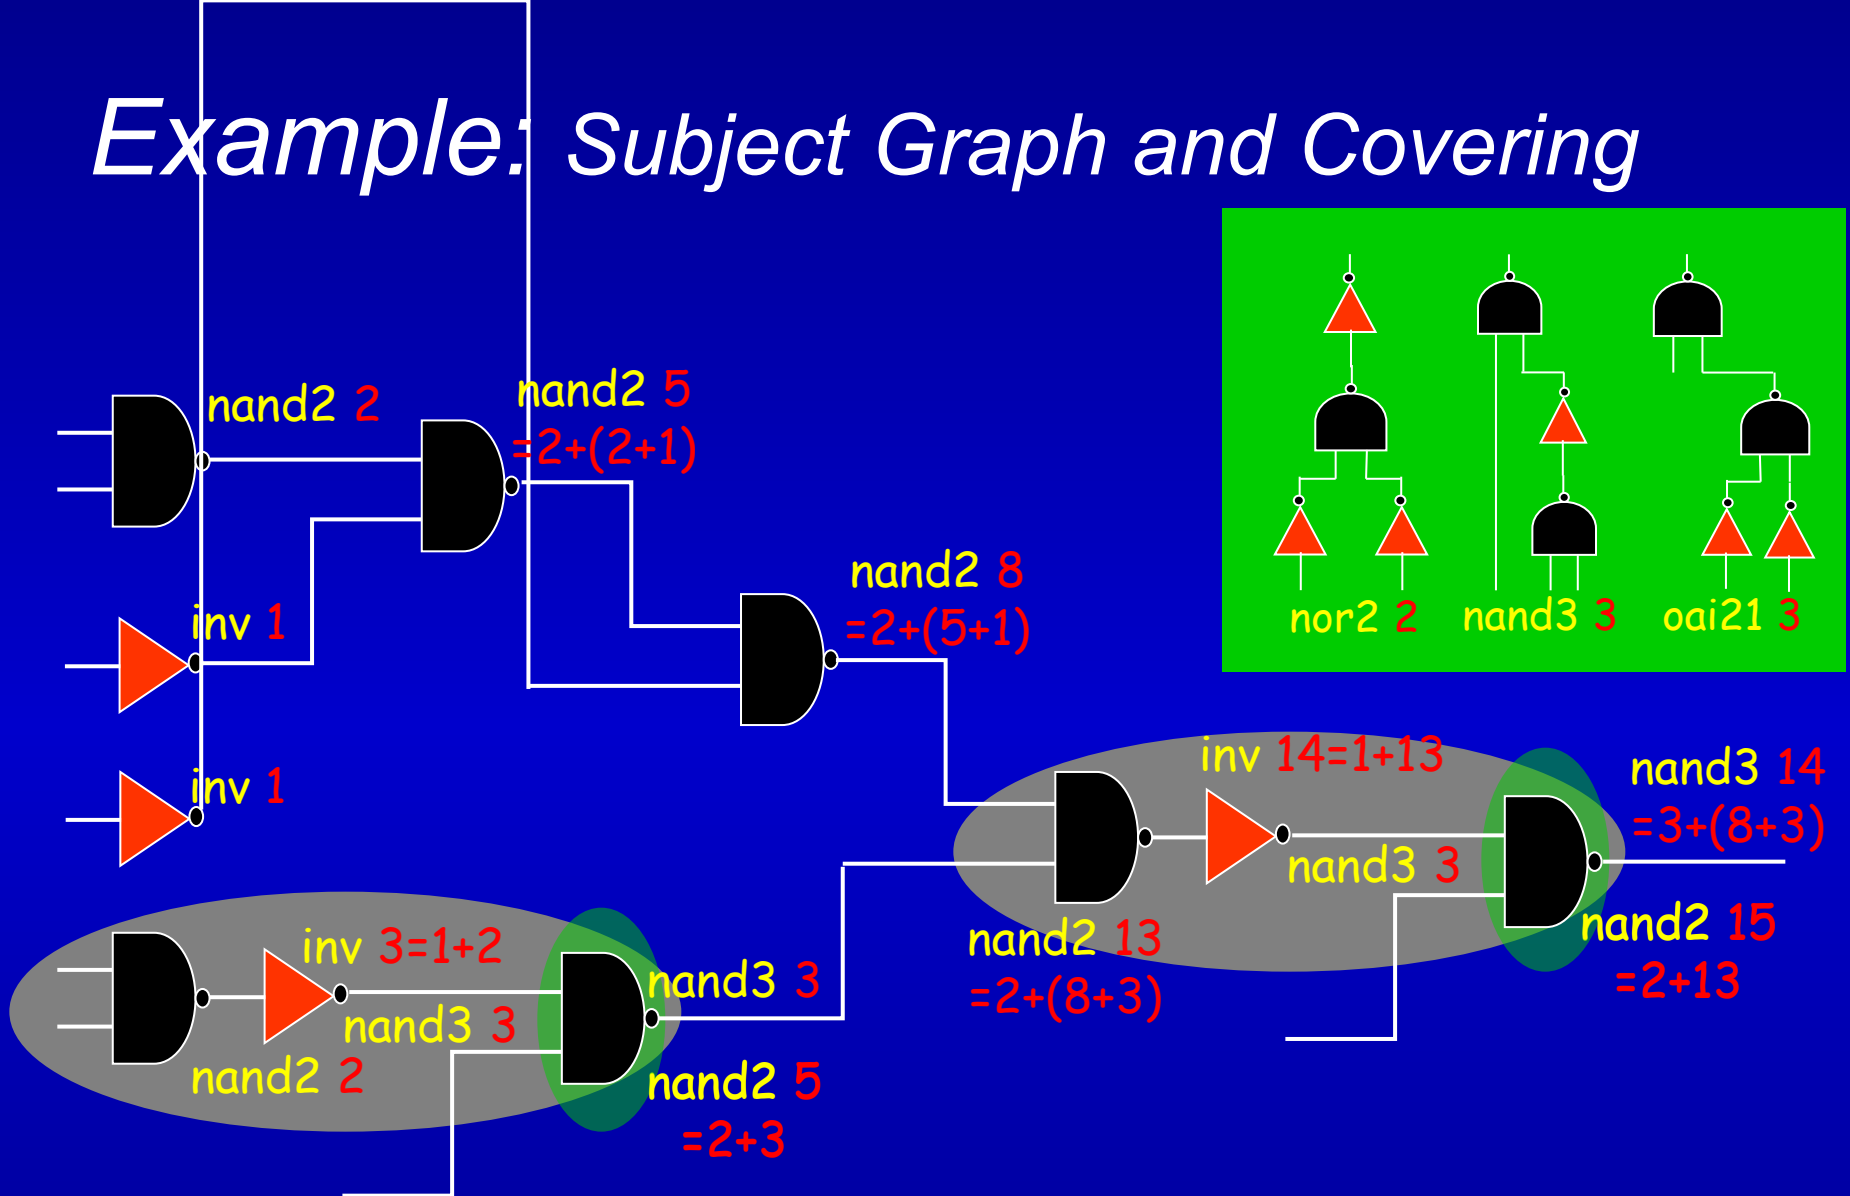 Example: Subject Graph and Covering
nor2 2
nand3 3
oai21 3
nand2 2
nand2 5
=2+(2+1)
inv 1
nand2 8
=2+(5+1)
inv 1
inv 14=1+13
nand3 14
=3+(8+3)
nand3 3
nand2 13
=2+(8+3)
nand2 15
=2+13
inv 3=1+2
nand3 3
nand3 3
nand2 2
nand2 5
=2+3